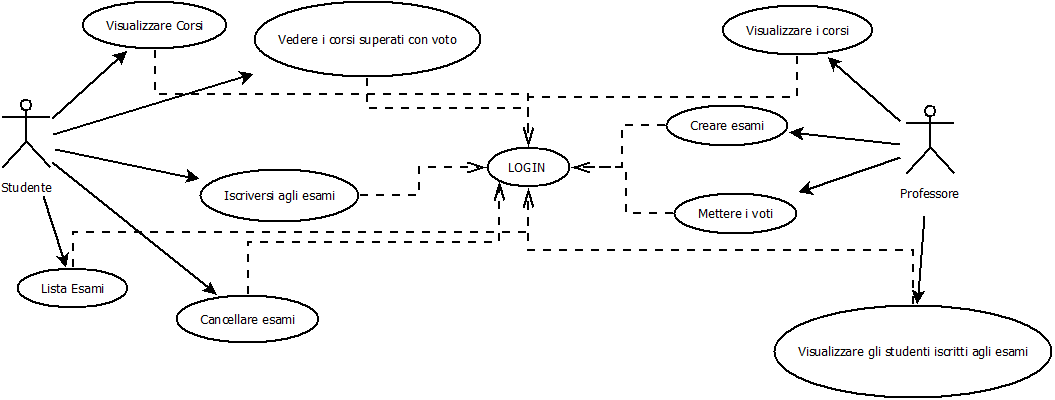 Visualizzare Corsi
Vedere i corsi superati con voto
Visualizzare i corsi
Creare esami
LOGIN
Studente
Iscriversi agli esami
Professore
Mettere i voti
Lista Esami
Cancellare esami
Visualizzare gli studenti iscritti agli esami